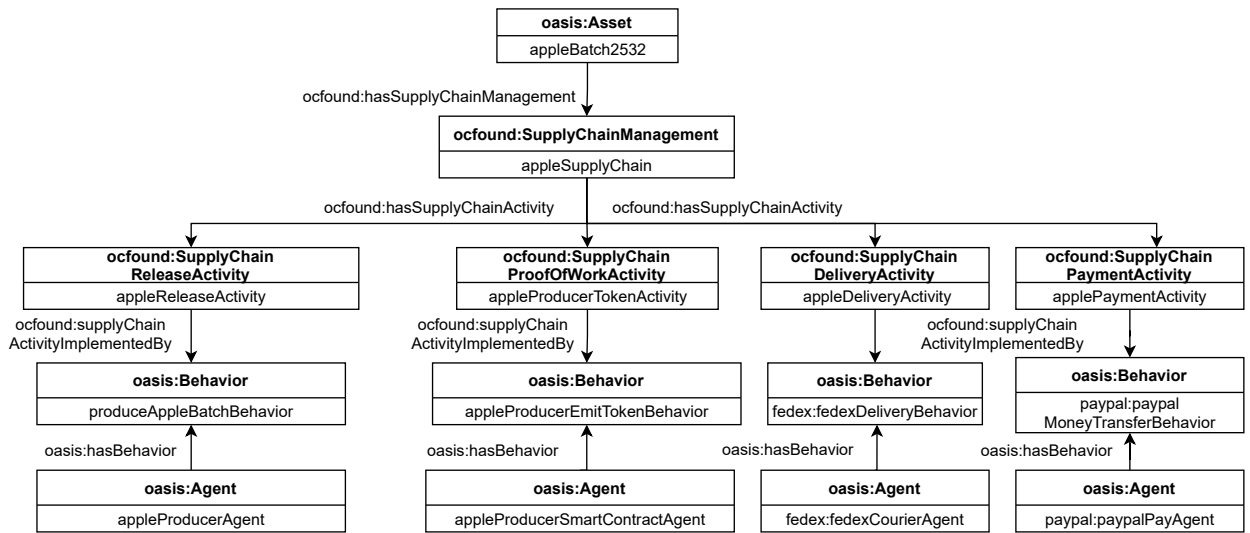 oasis:Asset
appleBatch2532
ocfound:hasSupplyChainManagement
ocfound:SupplyChainManagement
appleSupplyChain
ocfound:hasSupplyChainActivity
ocfound:hasSupplyChainActivity
ocfound:SupplyChain
ReleaseActivity
appleReleaseActivity
ocfound:SupplyChain
ProofOfWorkActivity
appleProducerTokenActivity
ocfound:SupplyChain
DeliveryActivity
appleDeliveryActivity
ocfound:SupplyChain
PaymentActivity
applePaymentActivity
ocfound:supplyChain
ActivityImplementedBy
ocfound:supplyChain
ActivityImplementedBy
ocfound:supplyChain
ActivityImplementedBy
oasis:Behavior
produceAppleBatchBehavior
oasis:Behavior
appleProducerEmitTokenBehavior
oasis:Behavior
fedex:fedexDeliveryBehavior
oasis:Behavior
paypal:paypal
MoneyTransferBehavior
oasis:hasBehavior
oasis:hasBehavior
oasis:hasBehavior
oasis:hasBehavior
oasis:Agent
appleProducerAgent
oasis:Agent
appleProducerSmartContractAgent
oasis:Agent
fedex:fedexCourierAgent
oasis:Agent
paypal:paypalPayAgent